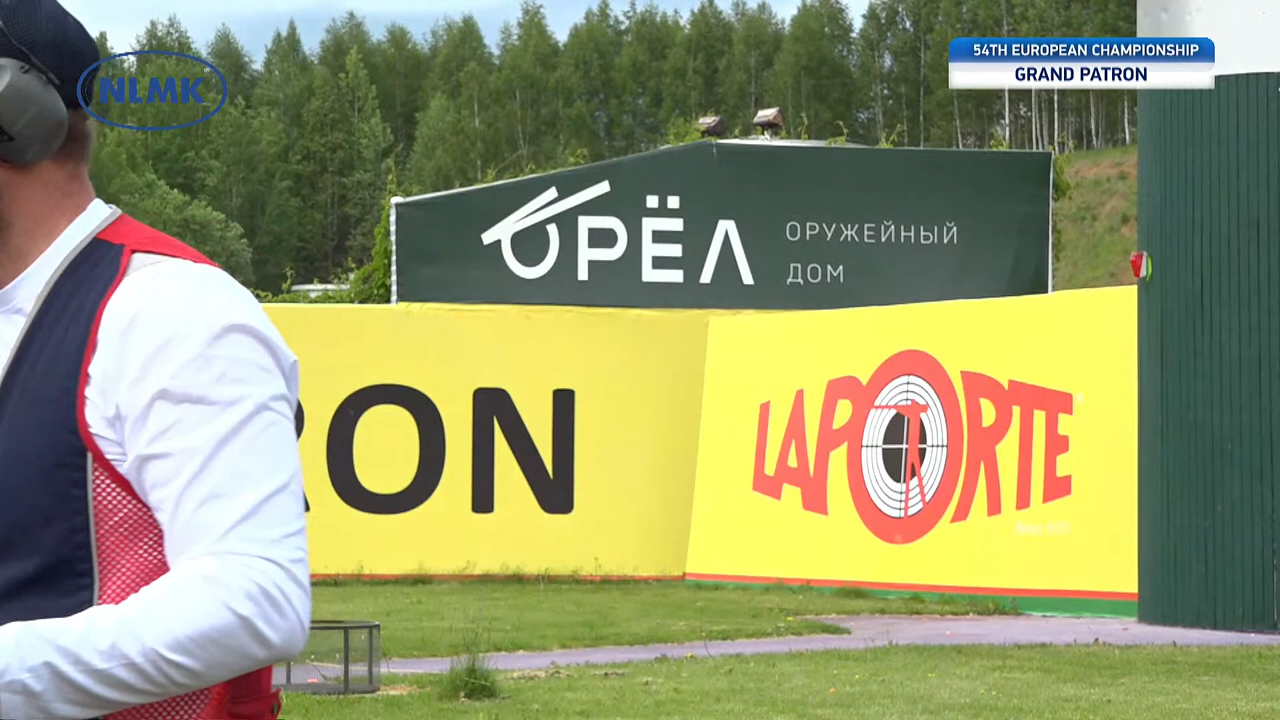 NLMK
54TH EUROPEAN CHAMPIONSHIP
GRAND PATRON
ОРЁЛ
ОРУЖЕЙНЫЙ
ДОМ
RON
LAPORTE